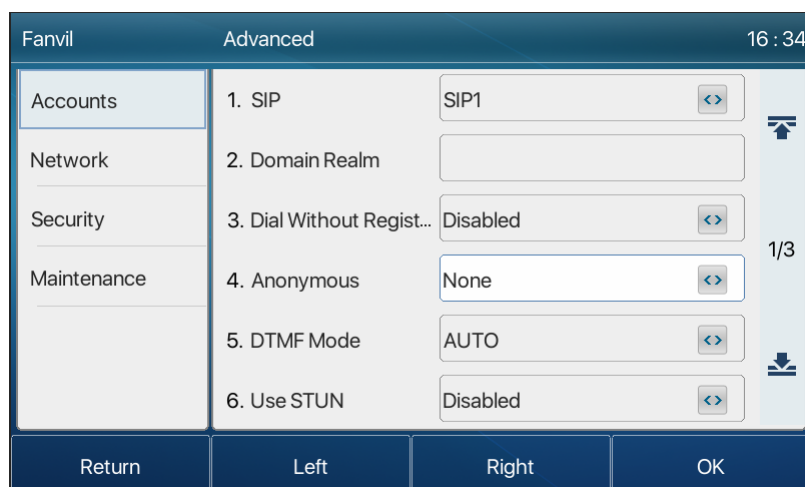 Fanvil Advanced 16 : 34
Accounts
Network
Security
Maintenance
1. SIP SIP1
2. Domain Realm
3. Dial Without Regist... Disabled
4. Anonymous None
5. DTMF Mode AUTO
6. Use STUN Disabled
1/3
Return Left Right OK